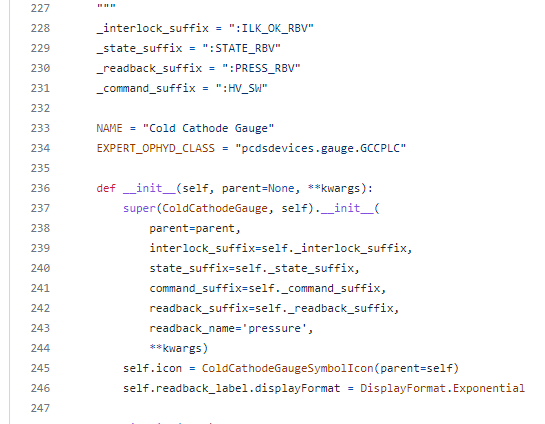 227 """
228 _interlock_suffix = ":ILK_OK_RBV"
229 _state_suffix = ":STATE_RBV"
230 _readback_suffix = ":PRESS_RBV"
231 _command_suffix = ":HV_SW"
232
233 NAME = "Cold Cathode Gauge"
234 EXPERT_OPHYD_CLASS = "pcdsdevices.gauge.GCCPLC"
235
236 def __init__(self, parent=None, **kwargs):
237 super(ColdCathodeGauge, self).__init__(
238 parent=parent,
239 interlock_suffix=self._interlock_suffix,
240 state_suffix=self._state_suffix,
241 command_suffix=self._command_suffix,
242 readback_suffix=self._readback_suffix,
243 readback_name='pressure',
244 **kwargs)
245 self.icon = ColdCathodeGaugeSymbolIcon(parent=self)
246 self.readback_label.displayFormat = DisplayFormat.Exponential
247